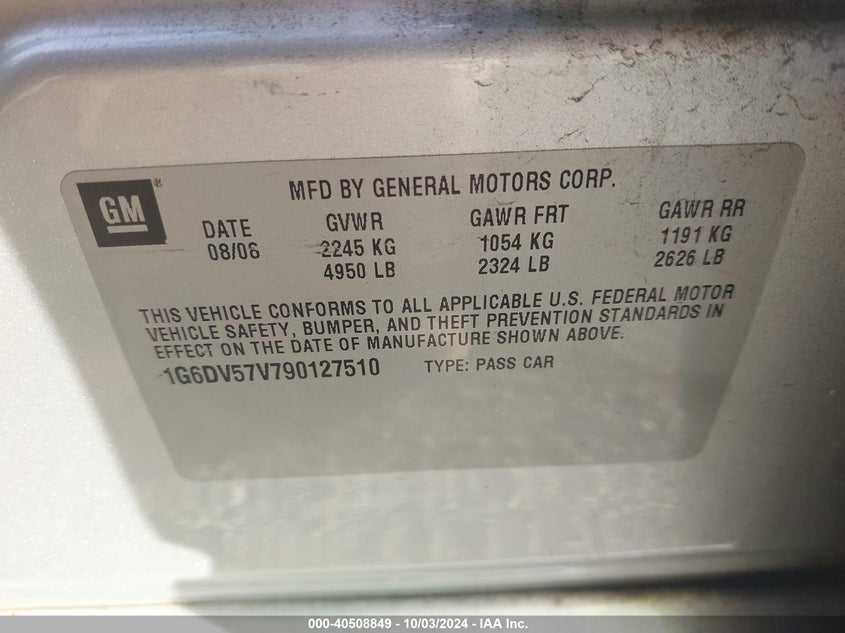 GM
®
MFD BY GENERAL MOTORS CORP.
DATE GVWR GAWR FRT GAWR RR
08/06 2245 KG 1054 KG 1191 KG
4950 LB 2324 LB 2626 LB
THIS VEHICLE CONFORMS TO ALL APPLICABLE U.S. FEDERAL MOTOR
VEHICLE SAFETY, BUMPER, AND THEFT PREVENTION STANDARDS IN
EFFECT ON THE DATE OF MANUFACTURE SHOWN ABOVE.
1G6DV57V790127510 TYPE: PASS CAR
000-40508849 - 10/03/2024 - IAA Inc.